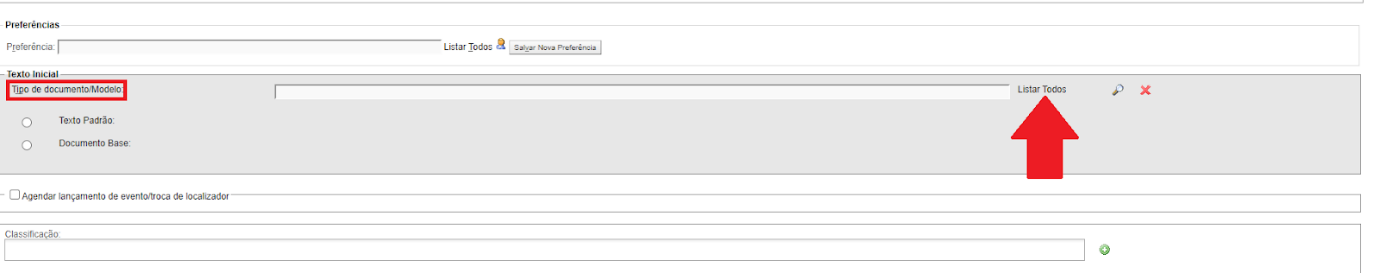 Preferências
Preferência: Listar Todos Salvar Nova Preferência
Texto Inicial
Tipo de documento/Modelo: Listar Todos
Texto Padrão:
Documento Base:
Agendar lançamento de evento/troca de localizador
Classificação: